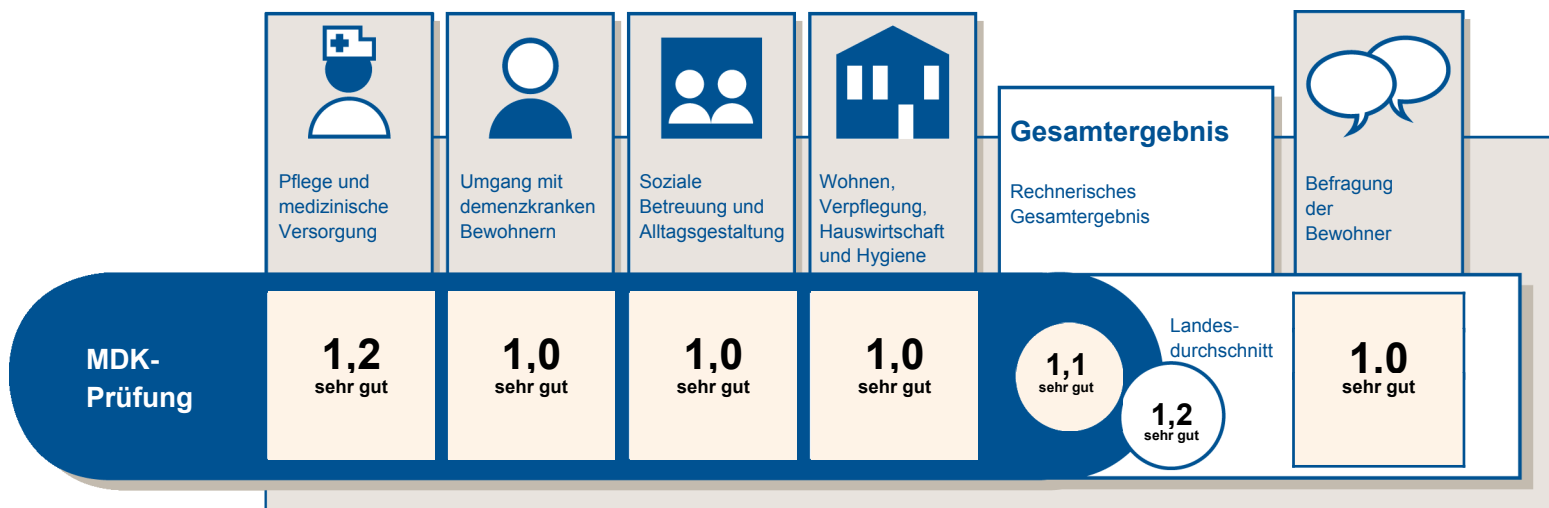 Pflege und
medizinische
Versorgung
Umgang mit
demenzkranken
Bewohnern
Soziale
Betreuung und
Alltagsgestaltung
Wohnen,
Verpflegung,
Hauswirtschaft
und Hygiene
Gesamtergebnis
Rechnerisches
Gesamtergebnis
Befragung
der
Bewohner
MDK-
Prüfung
1,2
sehr gut
1,0
sehr gut
1,0
sehr gut
1,0
sehr gut
1,1
sehr gut
Landes-
durchschnitt
1,2
sehr gut
1.0
sehr gut